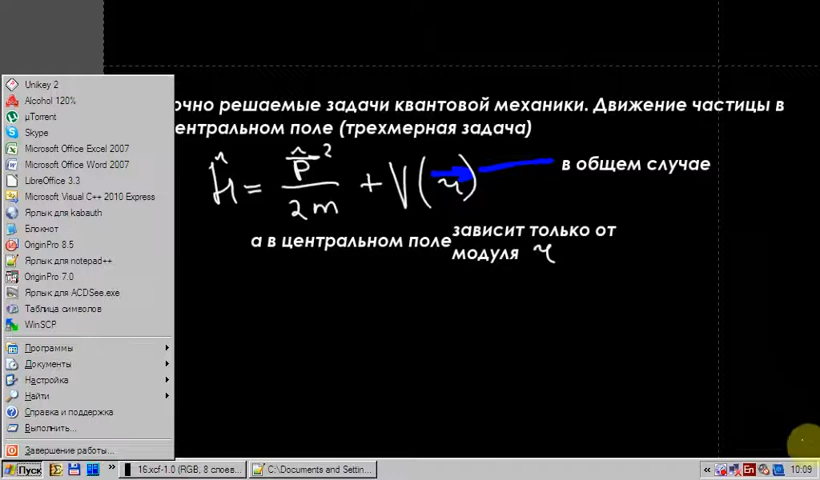 очно решаемые задачи квантовой механики. Движение частицы в
ентральном поле (трехмерная задача)
Ĥ = p̂²/2m + V(r⃗)
в общем случае
а в центральном поле
зависит только от
модуля r
Unikey 2
Alcohol 120%
µTorrent
Skype
Microsoft Office Excel 2007
Microsoft Office Word 2007
LibreOffice 3.3
Microsoft Visual C++ 2010 Express
Ярлык для kabauth
Блокнот
OriginPro 8.5
Ярлык для notepad++
OriginPro 7.0
Ярлык для ACDSee.exe
Таблица символов
WinSCP
Программы
Документы
Настройка
Найти
Справка и поддержка
Выполнить...
Завершение работы...
Пуск
»
16.xcf-1.0 (RGB, 8 слоев...
C:\Documents and Settin...
«
En
10:09